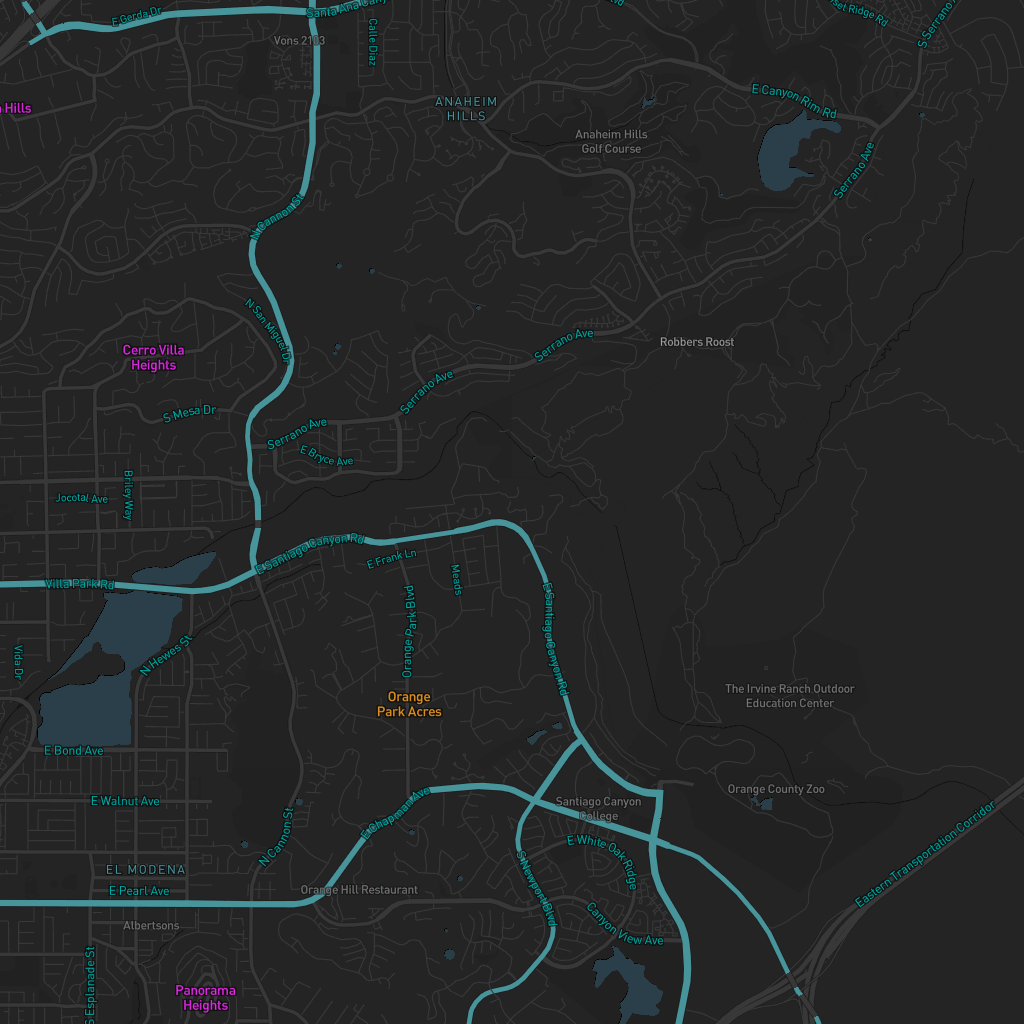 E Gerda Dr
Santa Ana Cany
Calle Diaz
Vons 2103
set Ridge Rd
S Serrano
Hills
ANAHEIM
HILLS
E Canyon Rim Rd
Anaheim Hills
Golf Course
Serrano Ave
N Cannon St
N San Miguel Dr
Cerro Villa
Heights
Serrano Ave
Robbers Roost
Serrano Ave
S Mesa Dr
Serrano Ave
E Bryce Ave
Jocotal Ave
Briley Way
E Santiago Canyon Rd
E Frank Ln
Meads
Villa Park Rd
Orange Park Blvd
E Santiago Canyon Rd
N Hewes St
Vida Dr
Orange
Park Acres
The Irvine Ranch Outdoor
Education Center
E Bond Ave
E Walnut Ave
E Chapman Ave
Santiago Canyon
College
Orange County Zoo
N Cannon St
E White Oak Ridge
Eastern Transportation Corridor
EL MODENA
E Pearl Ave
Orange Hill Restaurant
S Newport Blvd
Canyon View Ave
Albertsons
S Esplanade St
Panorama
Heights